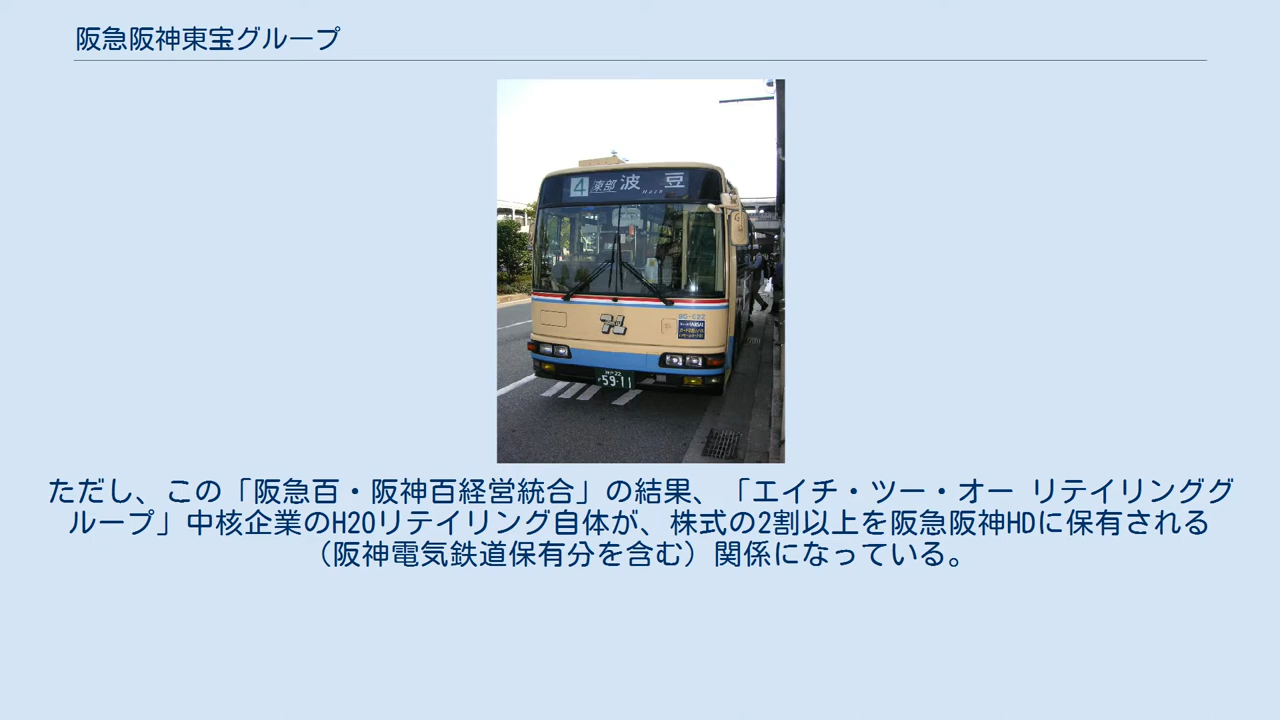 阪急阪神東宝グループ
4 東部 波豆
Hazu
59-11
ただし、この「阪急百・阪神百経営統合」の結果、「エイチ・ツー・オー リテイリンググ
ループ」中核企業のH2Oリテイリング自体が、株式の2割以上を阪急阪神HDに保有される
（阪神電気鉄道保有分を含む）関係になっている。